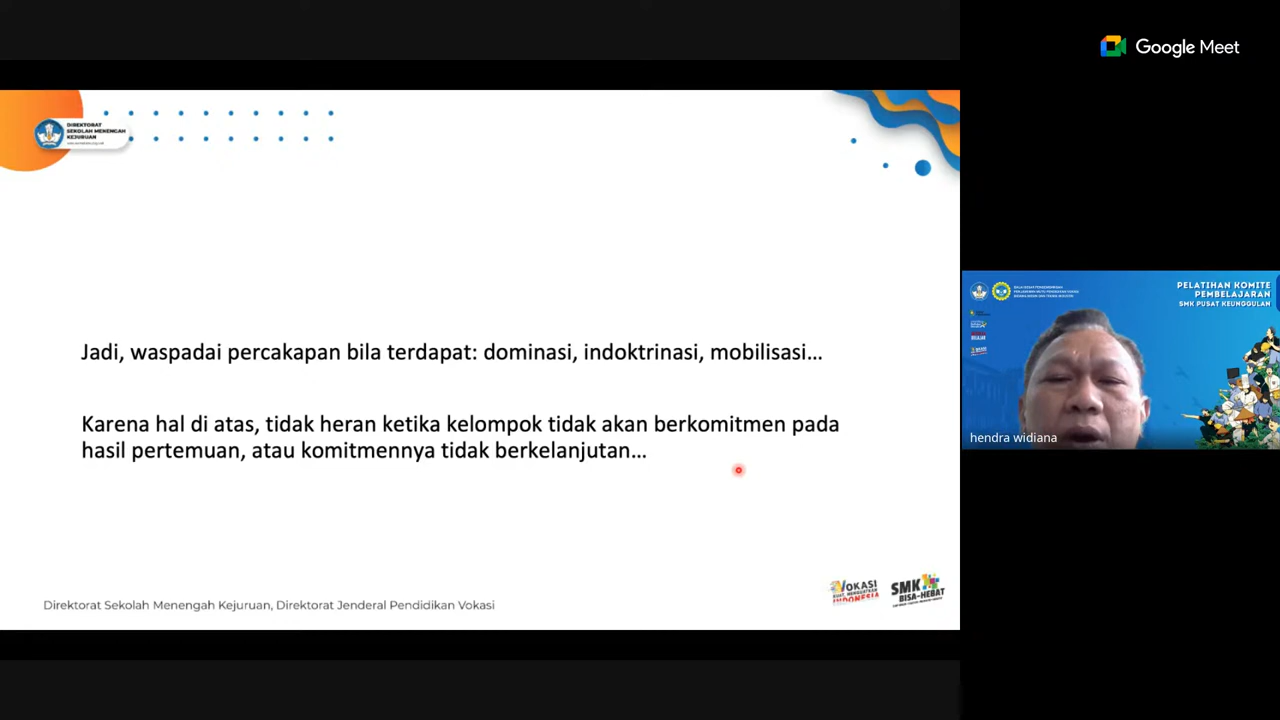 Google Meet
DIREKTORAT
SEKOLAH MENENGAH
KEJURUAN
Jadi, waspadai percakapan bila terdapat: dominasi, indoktrinasi, mobilisasi...
Karena hal di atas, tidak heran ketika kelompok tidak akan berkomitmen pada
hasil pertemuan, atau komitmennya tidak berkelanjutan...
PELATIHAN KOMITE
PEMBELAJARAN
SMK PUSAT KEUNGGULAN
hendra widiana
VOKASI
KUAT, MENGUATKAN
INDONESIA
SMK
BISA-HEBAT
Direktorat Sekolah Menengah Kejuruan, Direktorat Jenderal Pendidikan Vokasi